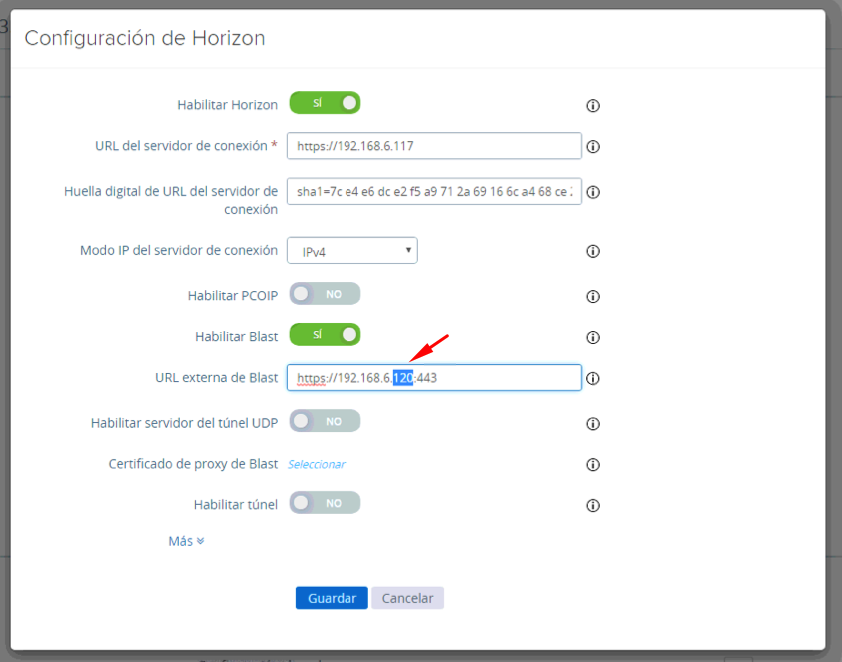 Configuración de Horizon
Habilitar Horizon SÍ
URL del servidor de conexión * https://192.168.6.117
Huella digital de URL del servidor de conexión sha1=7c e4 e6 dc e2 f5 a9 71 2a 69 16 6c a4 68 ce
Modo IP del servidor de conexión IPv4
Habilitar PCOIP NO
Habilitar Blast SÍ
URL externa de Blast https://192.168.6.120:443
Habilitar servidor del túnel UDP NO
Certificado de proxy de Blast Seleccionar
Habilitar túnel NO
Más
Guardar Cancelar